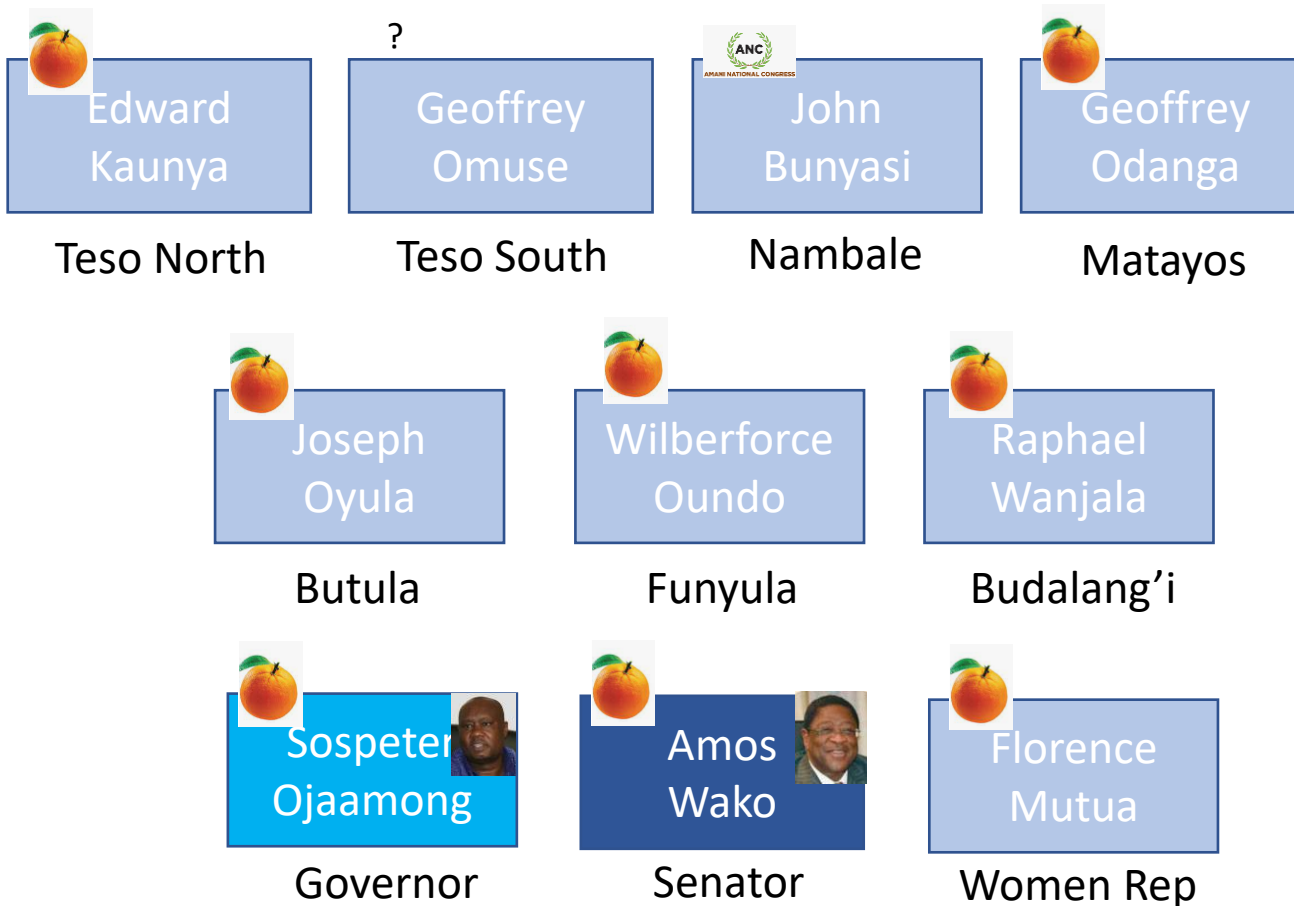 ?
ANC
AMANI NATIONAL CONGRESS
Edward
Kaunya
Geoffrey
Omuse
John
Bunyasi
Geoffrey
Odanga
Teso North
Teso South
Nambale
Matayos
Joseph
Oyula
Wilberforce
Oundo
Raphael
Wanjala
Butula
Funyula
Budalang’i
Sospeter
Ojaamong
Amos
Wako
Florence
Mutua
Governor
Senator
Women Rep